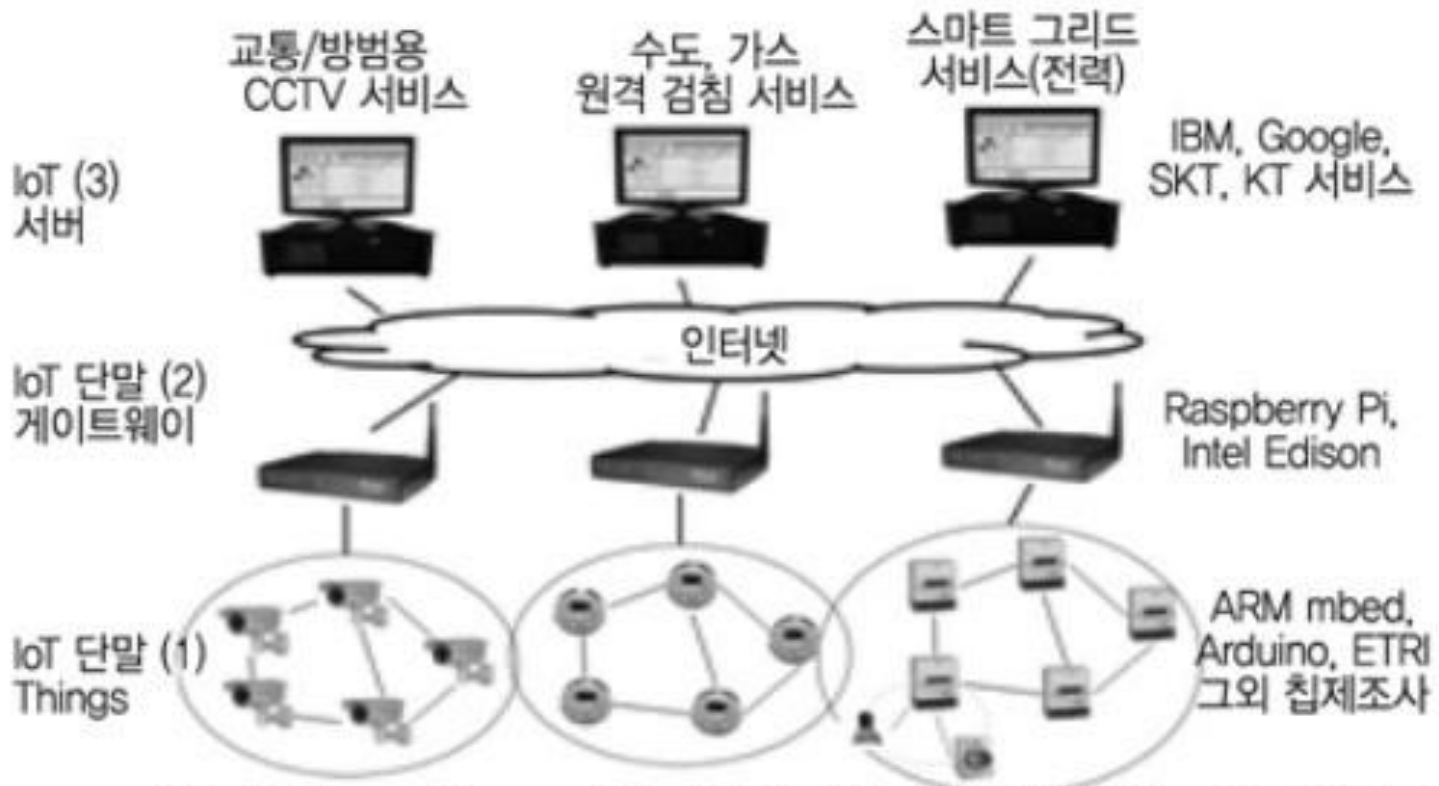 교통/방범용
CCTV 서비스
수도, 가스
원격 검침 서비스
스마트 그리드
서비스(전력)
IoT (3)
서버
IBM, Google,
SKT, KT 서비스
인터넷
IoT 단말 (2)
게이트웨이
Raspberry Pi,
Intel Edison
IoT 단말 (1)
Things
ARM mbed,
Arduino, ETRI
그외 칩제조사